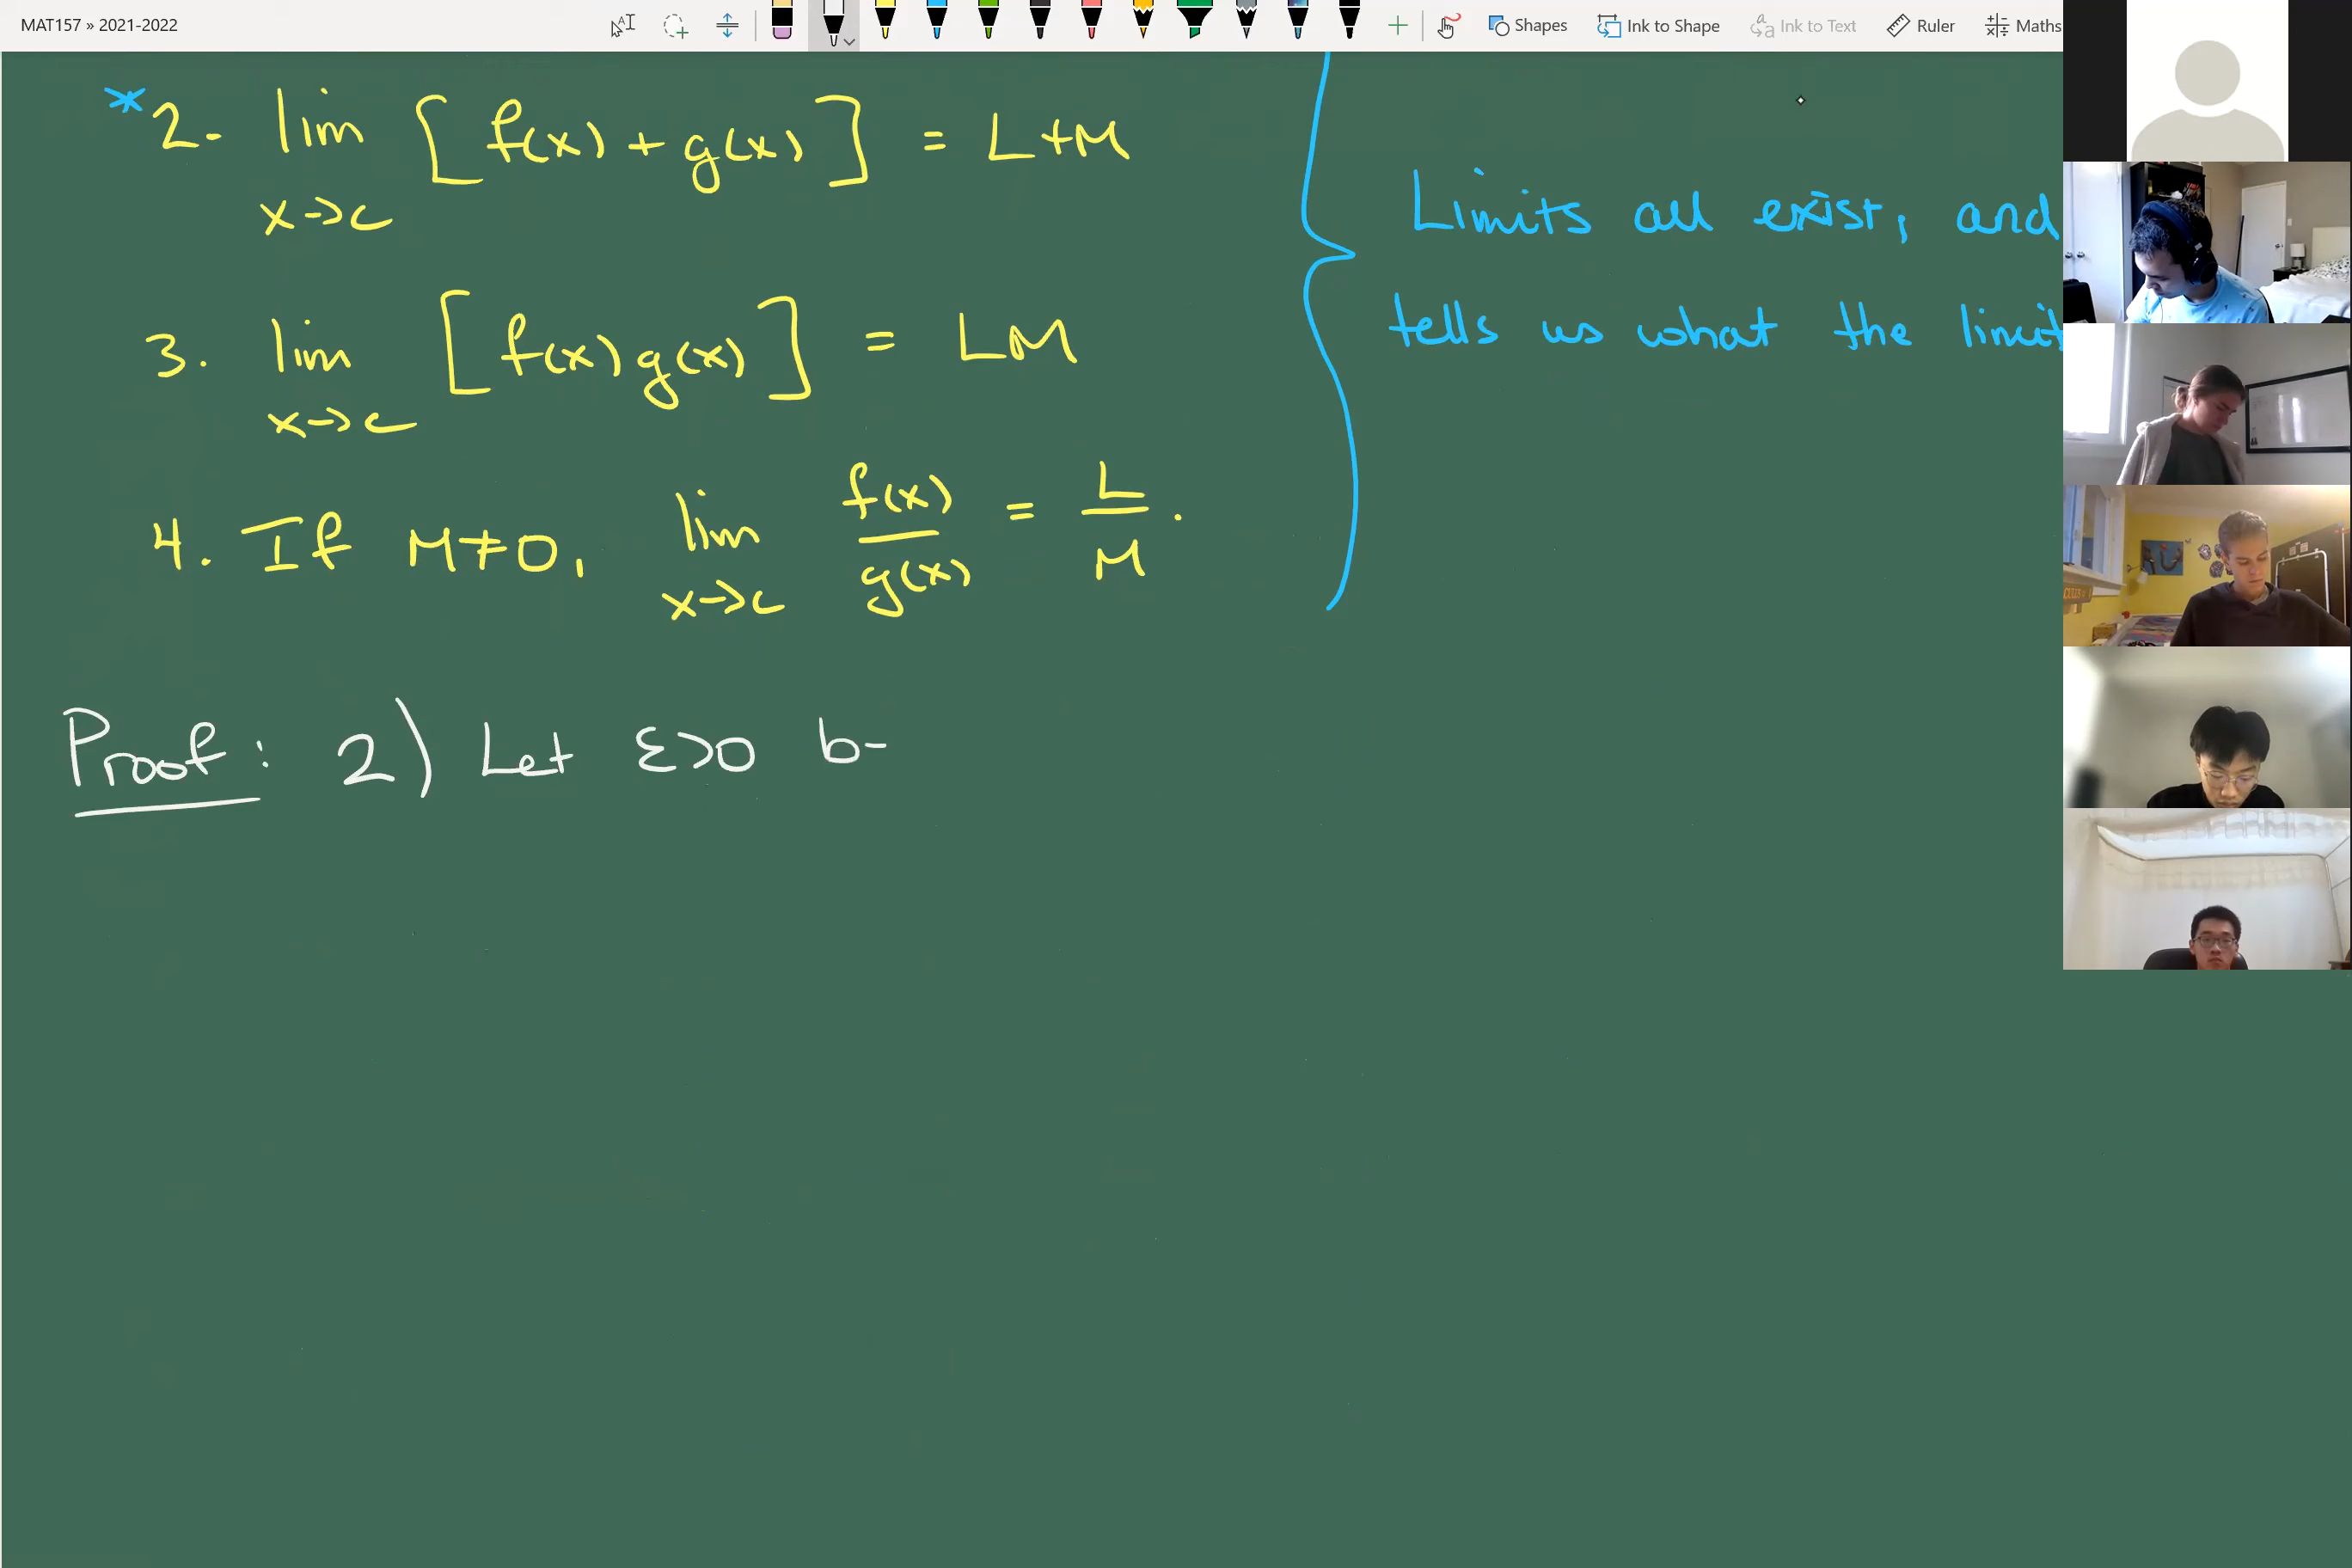 MAT157 » 2021-2022
Shapes
Ink to Shape
Ink to Text
Ruler
Maths
*2. lim [f(x) + g(x)] = L+M
x→c
3. lim [f(x) g(x)] = LM
x→c
4. If M≠0, lim f(x)/g(x) = L/M.
x→c
Limits all exist, and
tells us what the limit
Proof: 2) Let ε>0 b